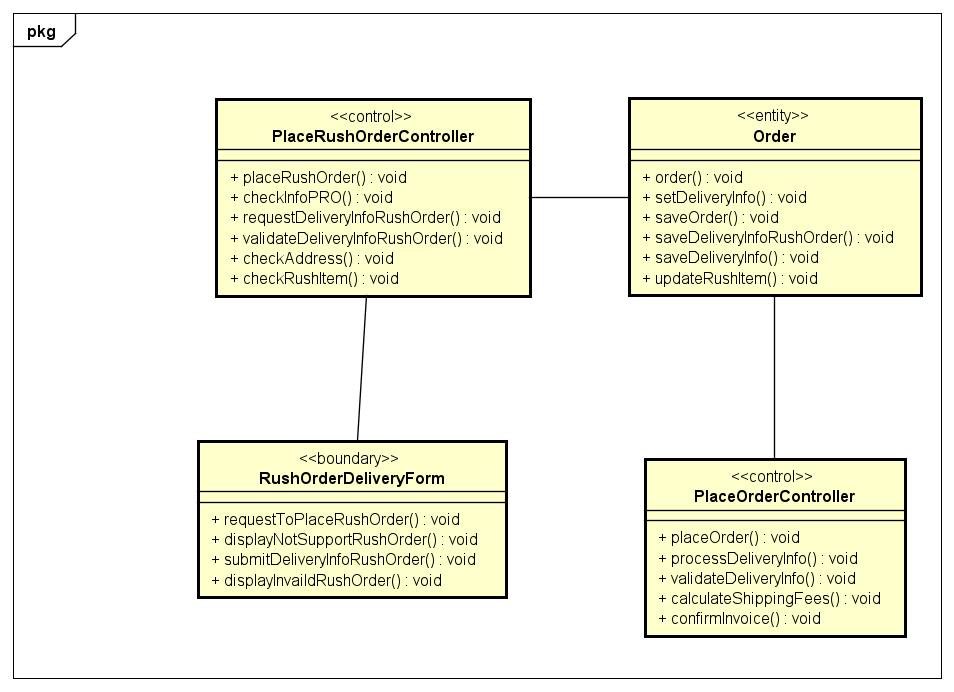 pkg
<<control>>
PlaceRushOrderController
+ placeRushOrder() : void
+ checkInfoPRO() : void
+ requestDeliveryInfoRushOrder() : void
+ validateDeliveryInfoRushOrder() : void
+ checkAddress() : void
+ checkRushItem() : void
<<entity>>
Order
+ order() : void
+ setDeliveryInfo() : void
+ saveOrder() : void
+ saveDeliveryInfoRushOrder() : void
+ saveDeliveryInfo() : void
+ updateRushItem() : void
<<boundary>>
RushOrderDeliveryForm
+ requestToPlaceRushOrder() : void
+ displayNotSupportRushOrder() : void
+ submitDeliveryInfoRushOrder() : void
+ displayInvaildRushOrder() : void
<<control>>
PlaceOrderController
+ placeOrder() : void
+ processDeliveryInfo() : void
+ validateDeliveryInfo() : void
+ calculateShippingFees() : void
+ confirmInvoice() : void